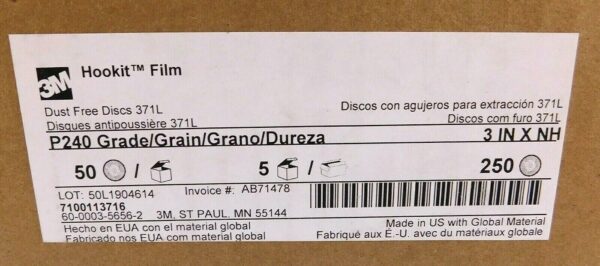 3M Hookit™ Film
Dust Free Discs 371L
Discos con agujeros para extracción 371L
Disques antipoussière 371L
Discos com furo 371L
P240 Grade/Grain/Grano/Dureza 3 IN X NH
50 / 5 / 250
LOT: 50L1904614 Invoice #: AB71478
7100113716
60-0003-5656-2 3M, ST PAUL. MN 55144
Hecho en EUA con el material global
Made in US with Global Material
Fabricado nos EUA com material global
Fabriqué aux É.-U. avec du matériaux globale